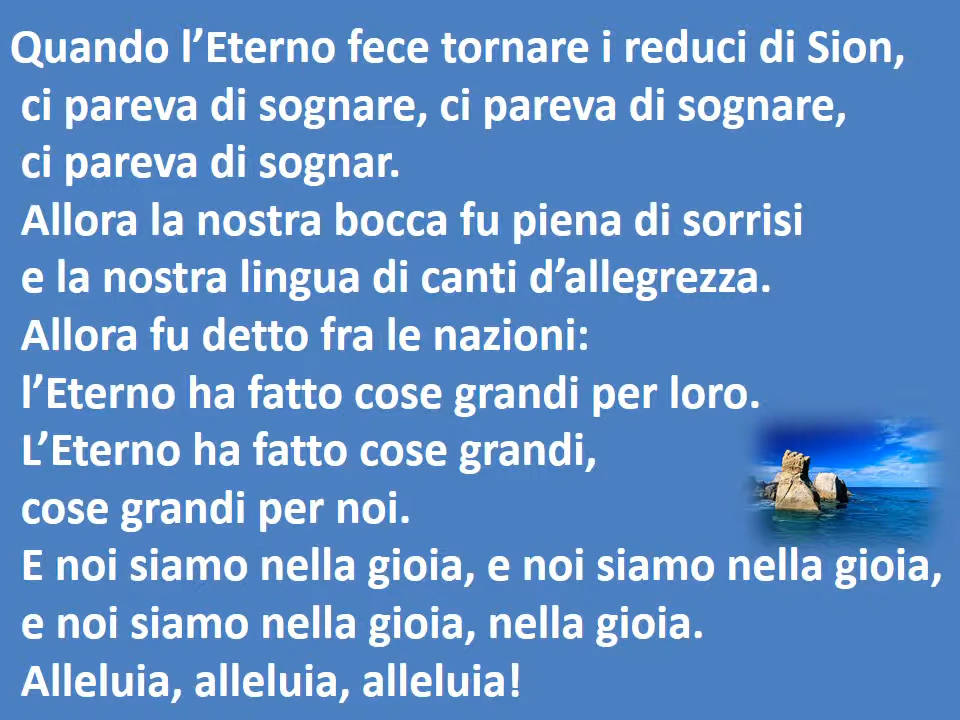 Quando l’Eterno fece tornare i reduci di Sion,
ci pareva di sognare, ci pareva di sognare,
ci pareva di sognar.
Allora la nostra bocca fu piena di sorrisi
e la nostra lingua di canti d’allegrezza.
Allora fu detto fra le nazioni:
l’Eterno ha fatto cose grandi per loro.
L’Eterno ha fatto cose grandi,
cose grandi per noi.
E noi siamo nella gioia, e noi siamo nella gioia,
e noi siamo nella gioia, nella gioia.
Alleluia, alleluia, alleluia!